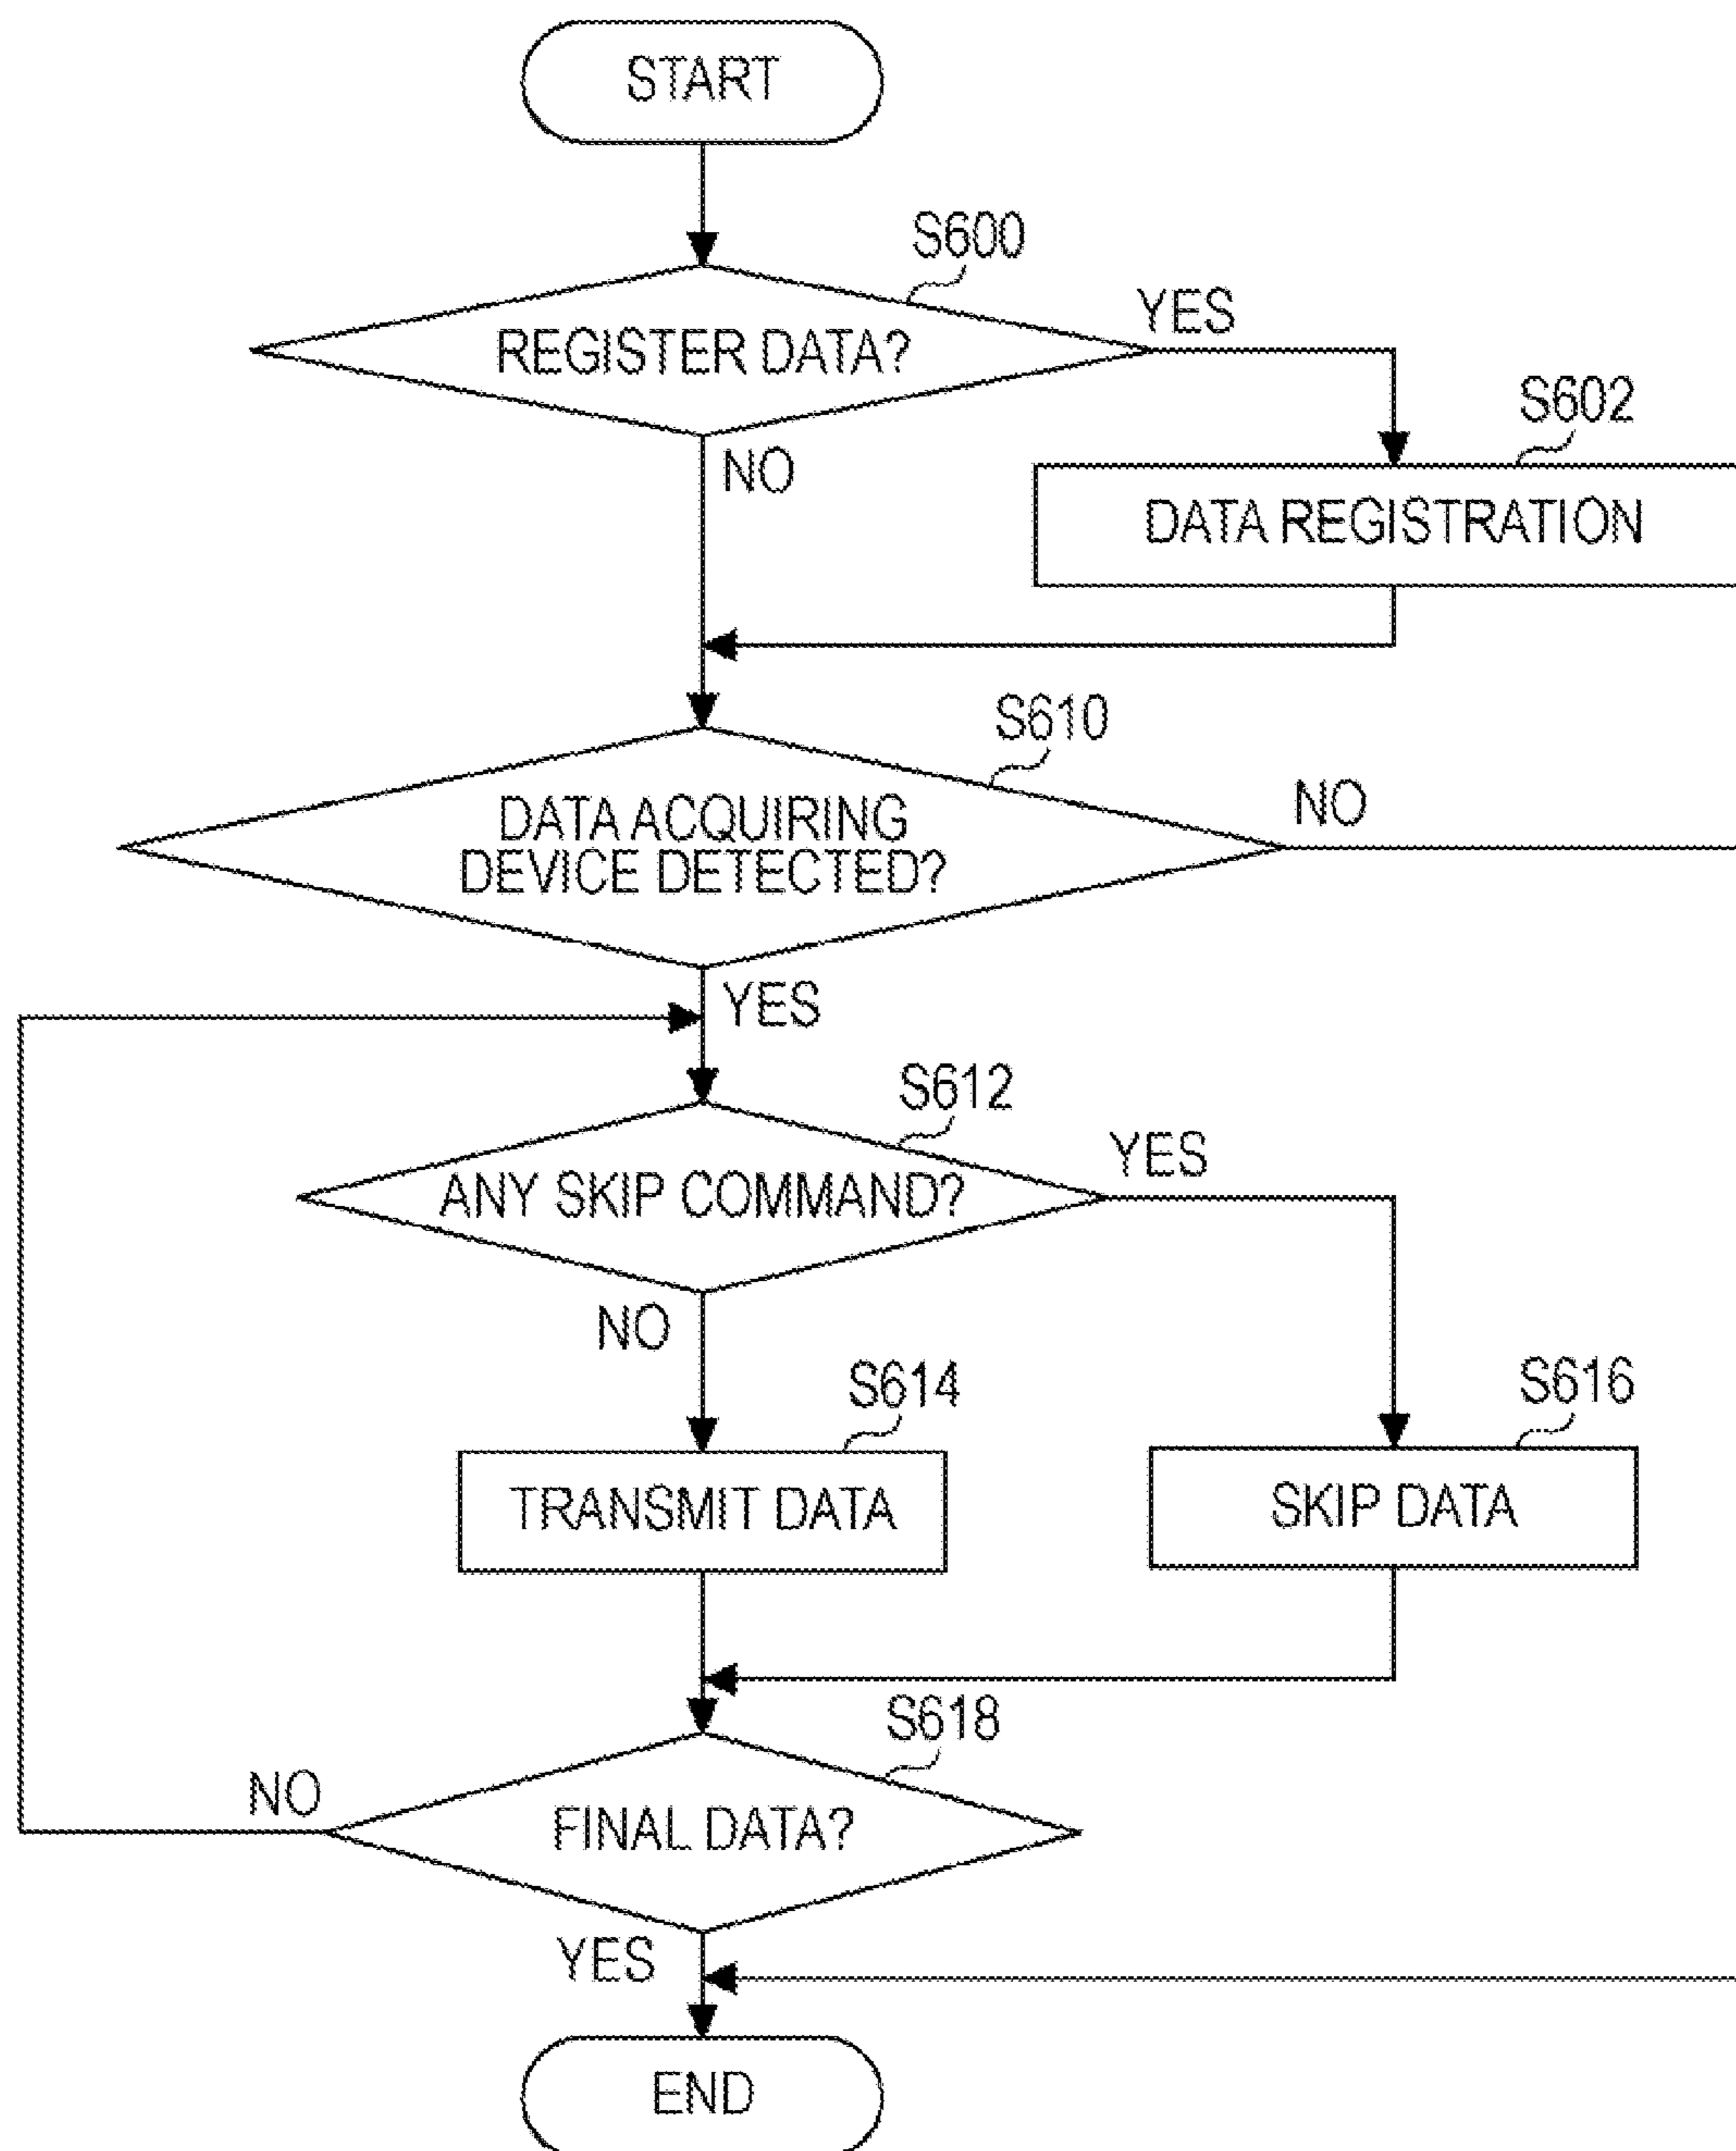 START
S600
REGISTER DATA?
YES
NO
S602
DATA REGISTRATION
S610
DATA ACQUIRING
DEVICE DETECTED?
NO
YES
S612
ANY SKIP COMMAND?
YES
NO
S614
TRANSMIT DATA
S616
SKIP DATA
S618
FINAL DATA?
NO
YES
END